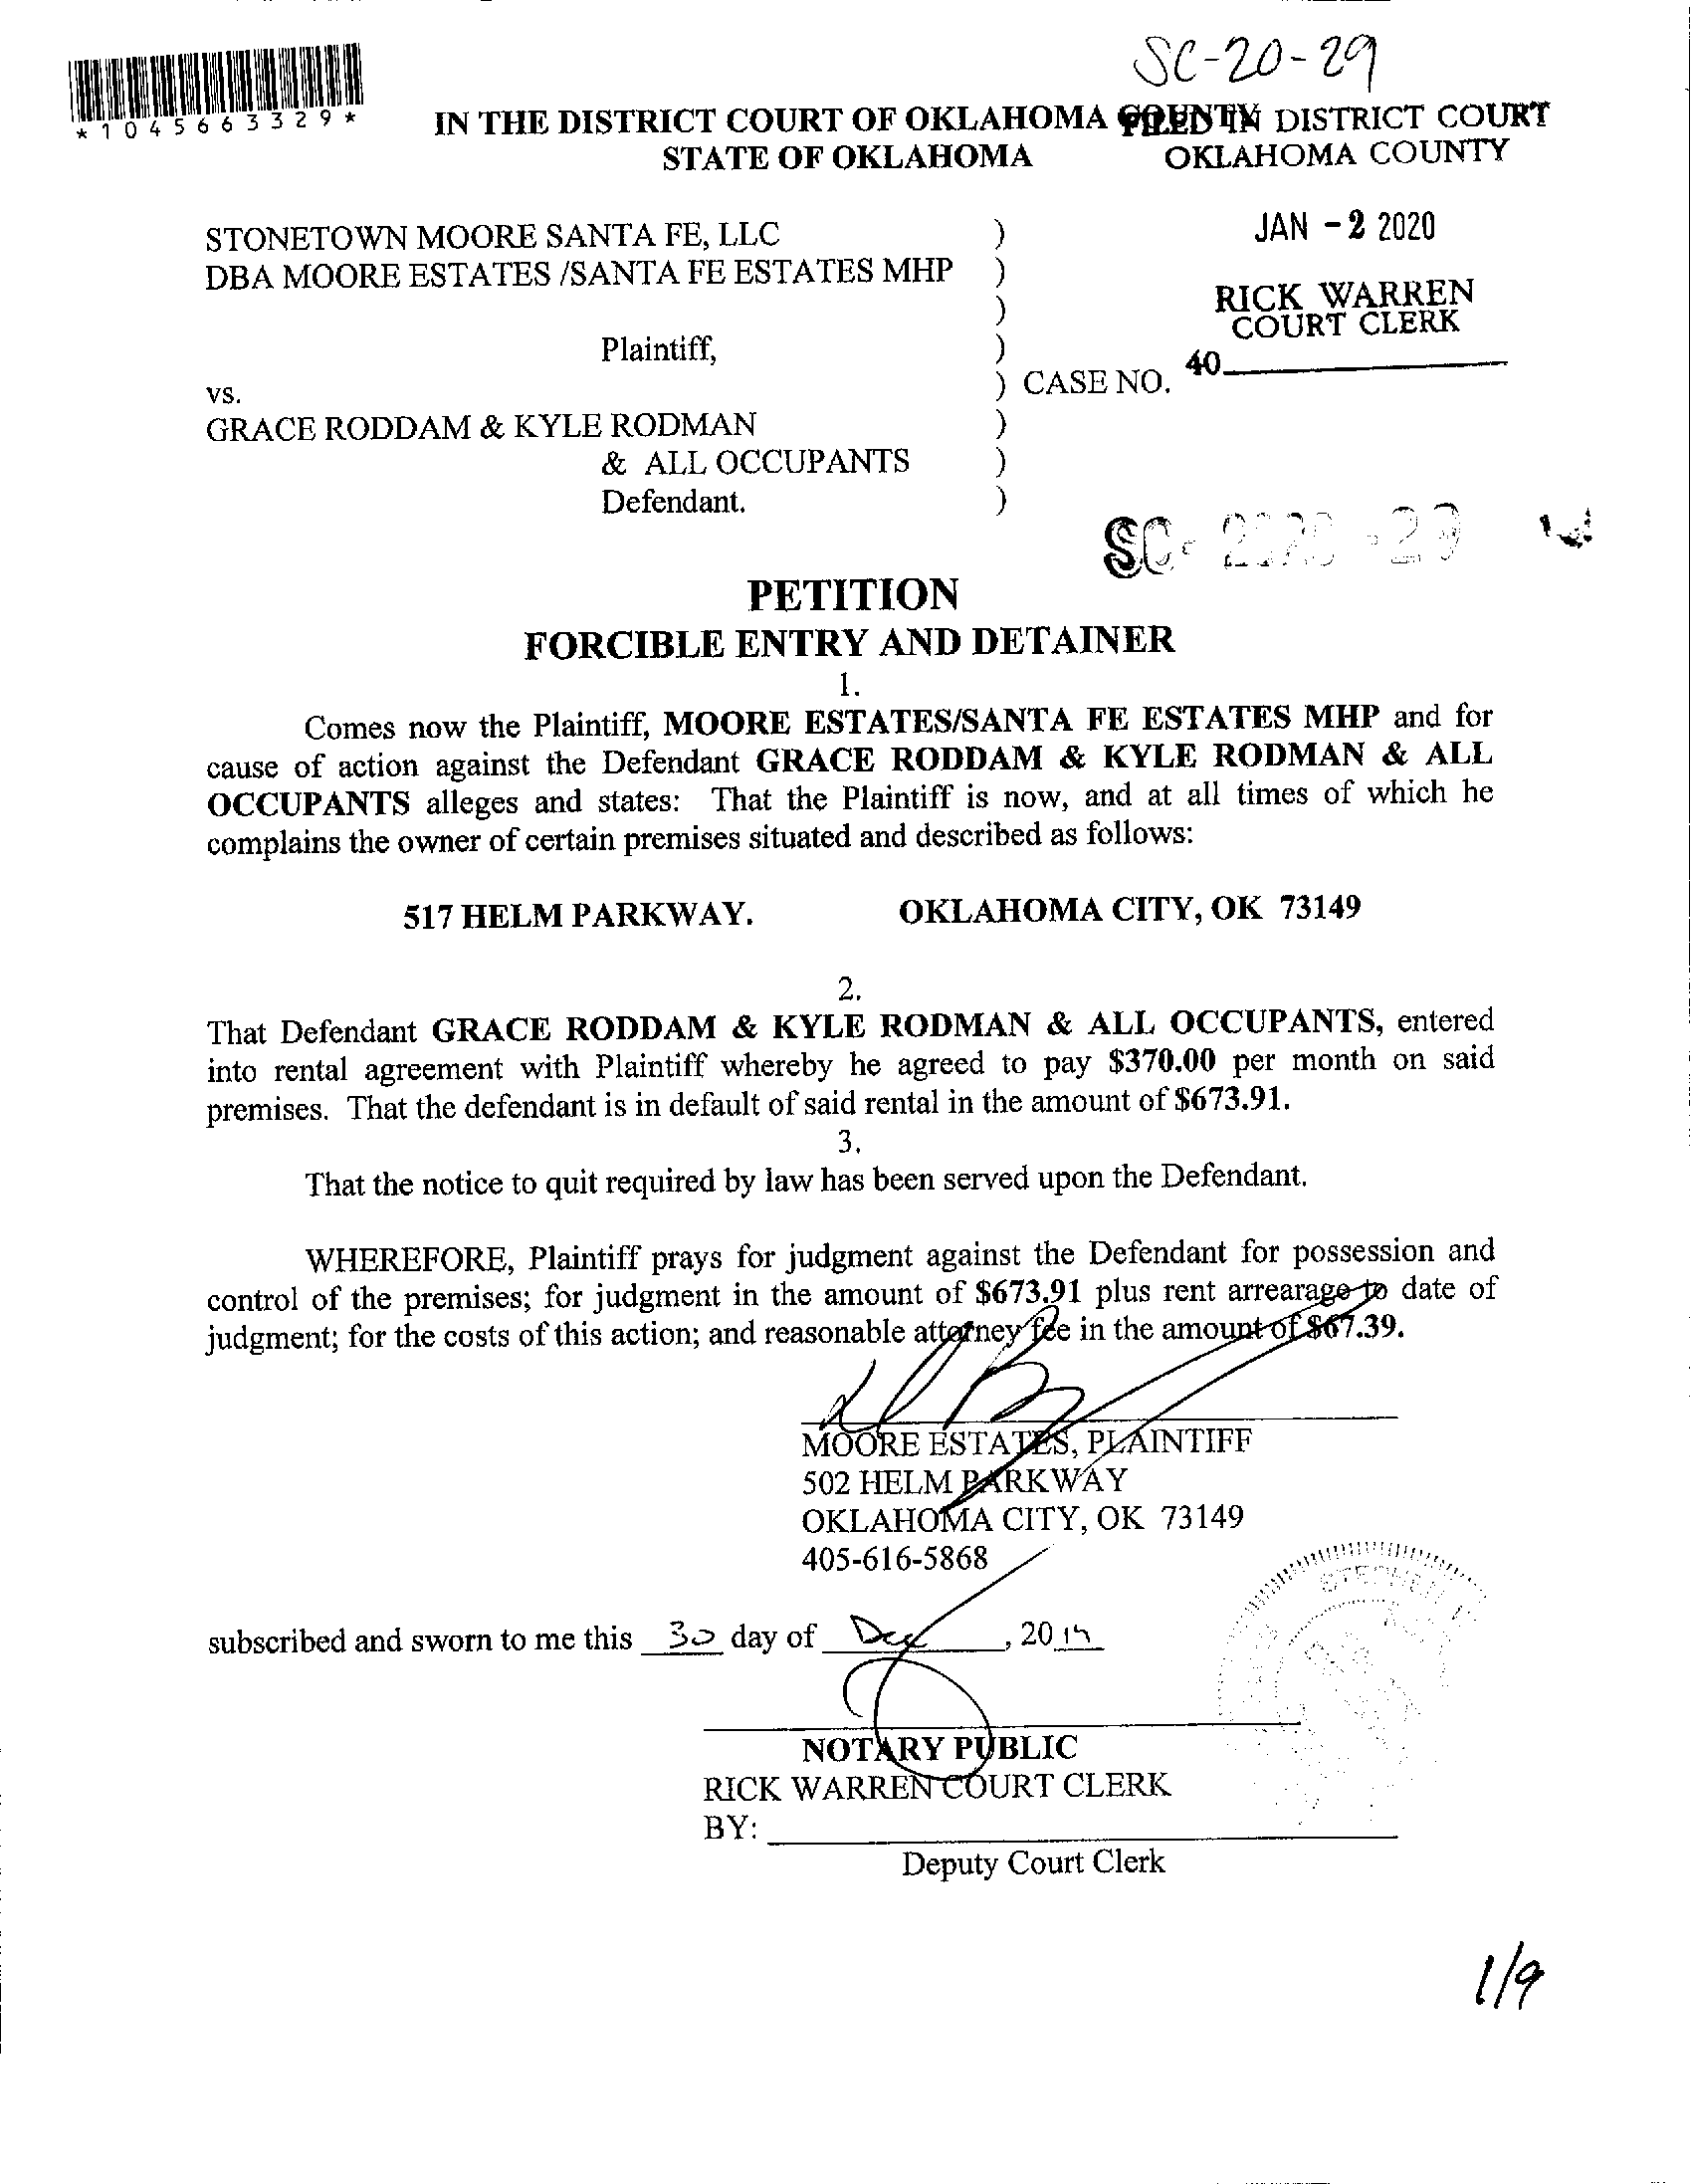 SC-20-29
*1045663329*
IN THE DISTRICT COURT OF OKLAHOMA COUNTY
STATE OF OKLAHOMA
FILED IN DISTRICT COURT
OKLAHOMA COUNTY
JAN -2 2020
RICK WARREN
COURT CLERK
40
STONETOWN MOORE SANTA FE, LLC )
DBA MOORE ESTATES /SANTA FE ESTATES MHP )
)
Plaintiff, )
vs. ) CASE NO.
GRACE RODDAM & KYLE RODMAN )
& ALL OCCUPANTS )
Defendant. )
SC-2020-29
PETITION
FORCIBLE ENTRY AND DETAINER
1.
Comes now the Plaintiff, MOORE ESTATES/SANTA FE ESTATES MHP and for
cause of action against the Defendant GRACE RODDAM & KYLE RODMAN & ALL
OCCUPANTS alleges and states: That the Plaintiff is now, and at all times of which he
complains the owner of certain premises situated and described as follows:
517 HELM PARKWAY. OKLAHOMA CITY, OK 73149
2.
That Defendant GRACE RODDAM & KYLE RODMAN & ALL OCCUPANTS, entered
into rental agreement with Plaintiff whereby he agreed to pay $370.00 per month on said
premises. That the defendant is in default of said rental in the amount of $673.91.
3.
That the notice to quit required by law has been served upon the Defendant.
WHEREFORE, Plaintiff prays for judgment against the Defendant for possession and
control of the premises; for judgment in the amount of $673.91 plus rent arrearage to date of
judgment; for the costs of this action; and reasonable attorney fee in the amount of $67.39.
MOORE ESTATES, PLAINTIFF
502 HELM PARKWAY
OKLAHOMA CITY, OK 73149
405-616-5868
subscribed and sworn to me this 30 day of Dec, 2019
STEPHEN
NOTARY PUBLIC
RICK WARREN COURT CLERK
BY:
Deputy Court Clerk
1/9